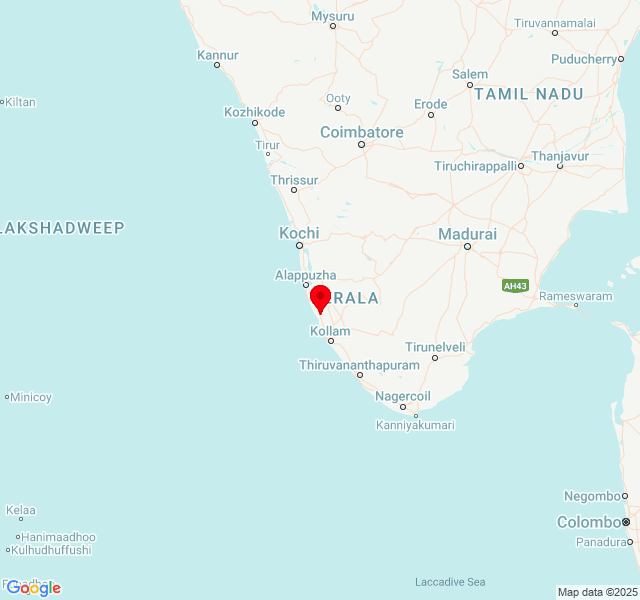 Mysuru
Tiruvannamalai
Kannur
Puducherry
Salem
TAMIL NADU
Kiltan
Ooty
Erode
Kozhikode
Coimbatore
Tirur
Thanjavur
Tiruchirappalli
Thrissur
LAKSHADWEEP
Kochi
Madurai
Alappuzha
AH43
ERALA
Rameswaram
Kollam
Tirunelveli
Thiruvananthapuram
Minicoy
Nagercoil
Kanniyakumari
Negombo
Kelaa
Colombo
Hanimaadhoo
Panadura
Kulhudhuffushi
Laccadive Sea
Google
Map data ©2025